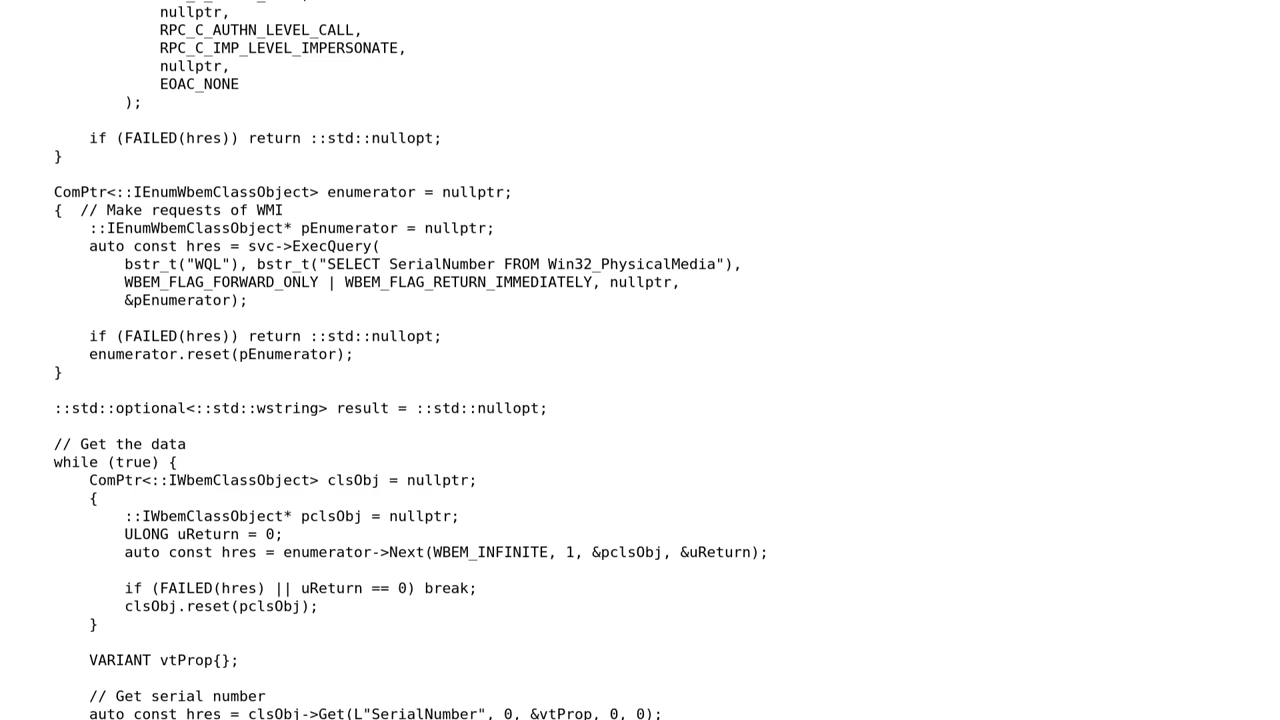 nullptr,
RPC_C_AUTHN_LEVEL_CALL,
RPC_C_IMP_LEVEL_IMPERSONATE,
nullptr,
EOAC_NONE
);
if (FAILED(hres)) return ::std::nullopt;
}
ComPtr<::IEnumWbemClassObject> enumerator = nullptr;
{  // Make requests of WMI
::IEnumWbemClassObject* pEnumerator = nullptr;
auto const hres = svc->ExecQuery(
bstr_t("WQL"), bstr_t("SELECT SerialNumber FROM Win32_PhysicalMedia"),
WBEM_FLAG_FORWARD_ONLY | WBEM_FLAG_RETURN_IMMEDIATELY, nullptr,
&pEnumerator);
if (FAILED(hres)) return ::std::nullopt;
enumerator.reset(pEnumerator);
}
::std::optional<::std::wstring> result = ::std::nullopt;
// Get the data
while (true) {
ComPtr<::IWbemClassObject> clsObj = nullptr;
{
::IWbemClassObject* pclsObj = nullptr;
ULONG uReturn = 0;
auto const hres = enumerator->Next(WBEM_INFINITE, 1, &pclsObj, &uReturn);
if (FAILED(hres) || uReturn == 0) break;
clsObj.reset(pclsObj);
}
VARIANT vtProp{};
// Get serial number
auto const hres = clsObj->Get(L"SerialNumber", 0, &vtProp, 0, 0);